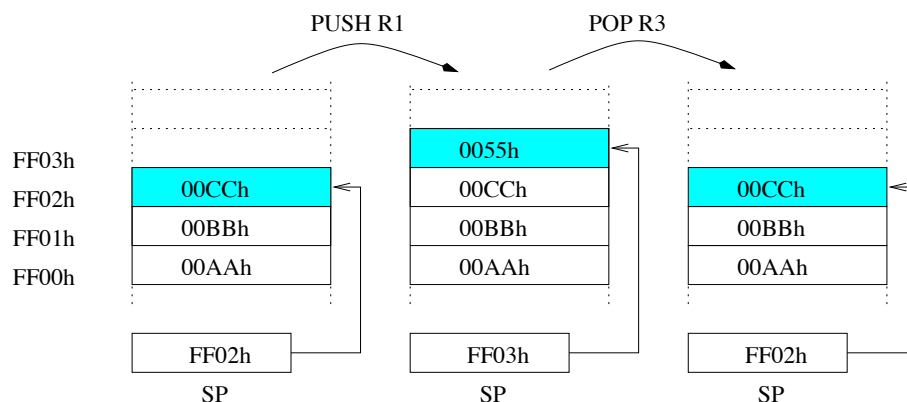 PUSH R1 POP R3
FF03h 0055h
FF02h 00CCh 00CCh 00CCh
FF01h 00BBh 00BBh 00BBh
FF00h 00AAh 00AAh 00AAh
FF02h FF03h FF02h
SP SP SP